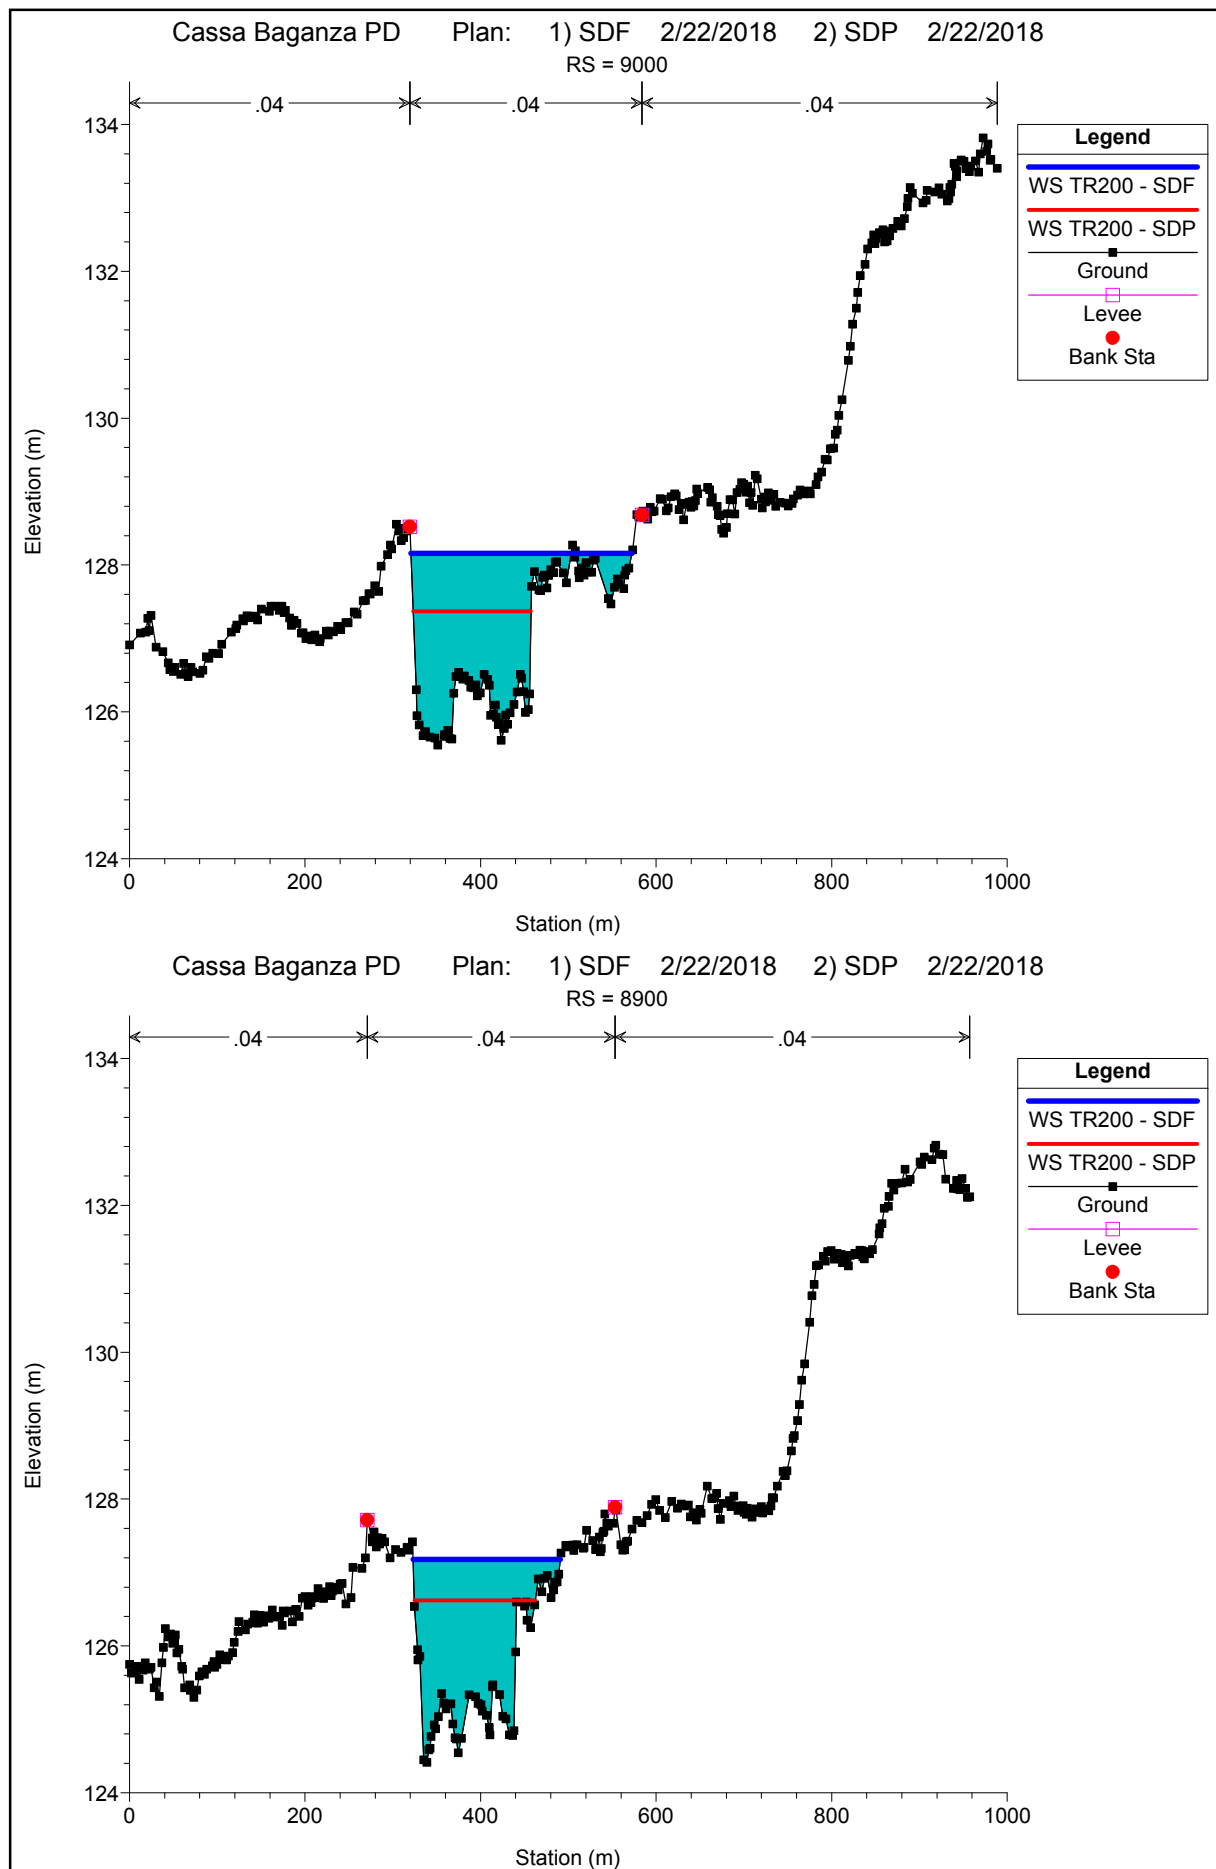 Cassa Baganza PD Plan: 1) SDF 2/22/2018 2) SDP 2/22/2018
RS = 9000
.04 .04 .04
Legend
WS TR200 - SDF
WS TR200 - SDP
Ground
Levee
Bank Sta
134
132
130
128
126
124
Elevation (m)
0 200 400 600 800 1000
Station (m)
Cassa Baganza PD Plan: 1) SDF 2/22/2018 2) SDP 2/22/2018
RS = 8900
.04 .04 .04
Legend
WS TR200 - SDF
WS TR200 - SDP
Ground
Levee
Bank Sta
134
132
130
128
126
124
Elevation (m)
0 200 400 600 800 1000
Station (m)